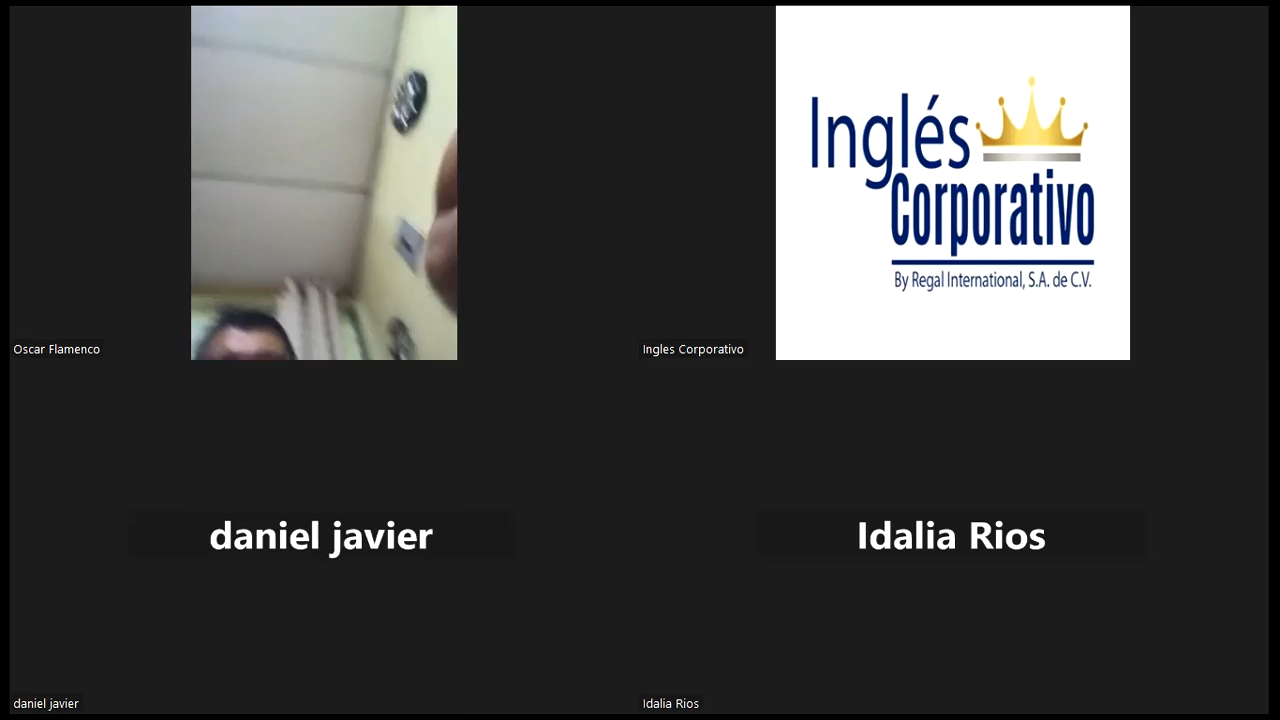 Inglés
Corporativo
By Regal International, S.A. de C.V.
Oscar Flamenco
Ingles Corporativo
daniel javier
Idalia Rios
daniel javier
Idalia Rios